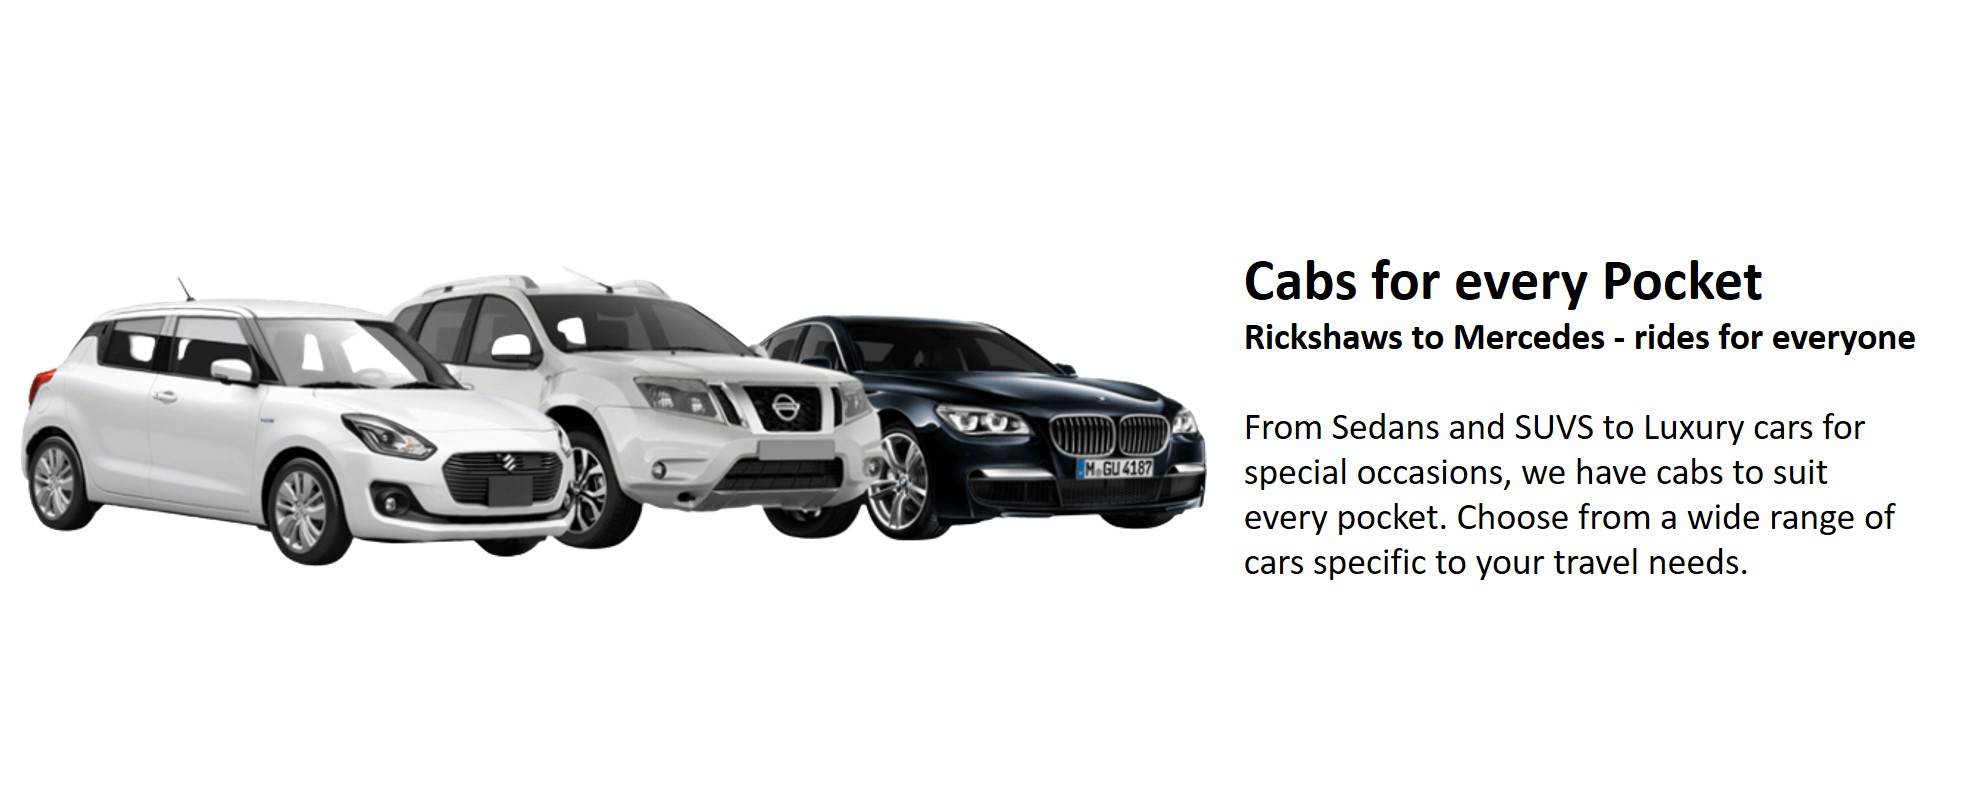 Cabs for every Pocket
Rickshaws to Mercedes - rides for everyone
From Sedans and SUVS to Luxury cars for
special occasions, we have cabs to suit
every pocket. Choose from a wide range of
cars specific to your travel needs.
M GU 4187